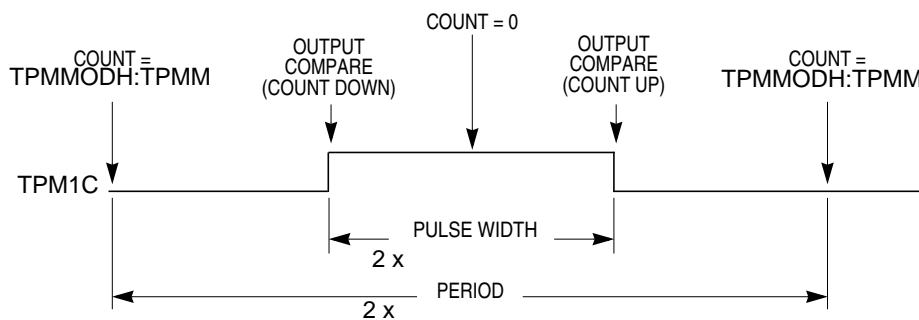 COUNT = 0
COUNT =
TPMMODH:TPMM
OUTPUT
COMPARE
(COUNT DOWN)
OUTPUT
COMPARE
(COUNT UP)
COUNT =
TPMMODH:TPMM
TPM1C
PULSE WIDTH
2 x
PERIOD
2 x